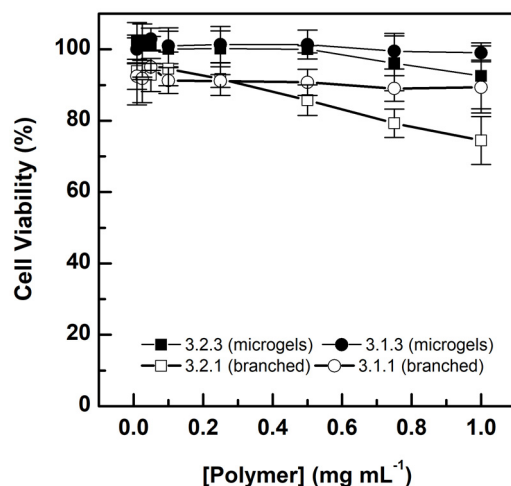 100
80
60
40
20
0
Cell Viability (%)
3.2.3 (microgels) 3.1.3 (microgels)
3.2.1 (branched) 3.1.1 (branched)
0.0 0.2 0.4 0.6 0.8 1.0
[Polymer] (mg mL⁻¹)